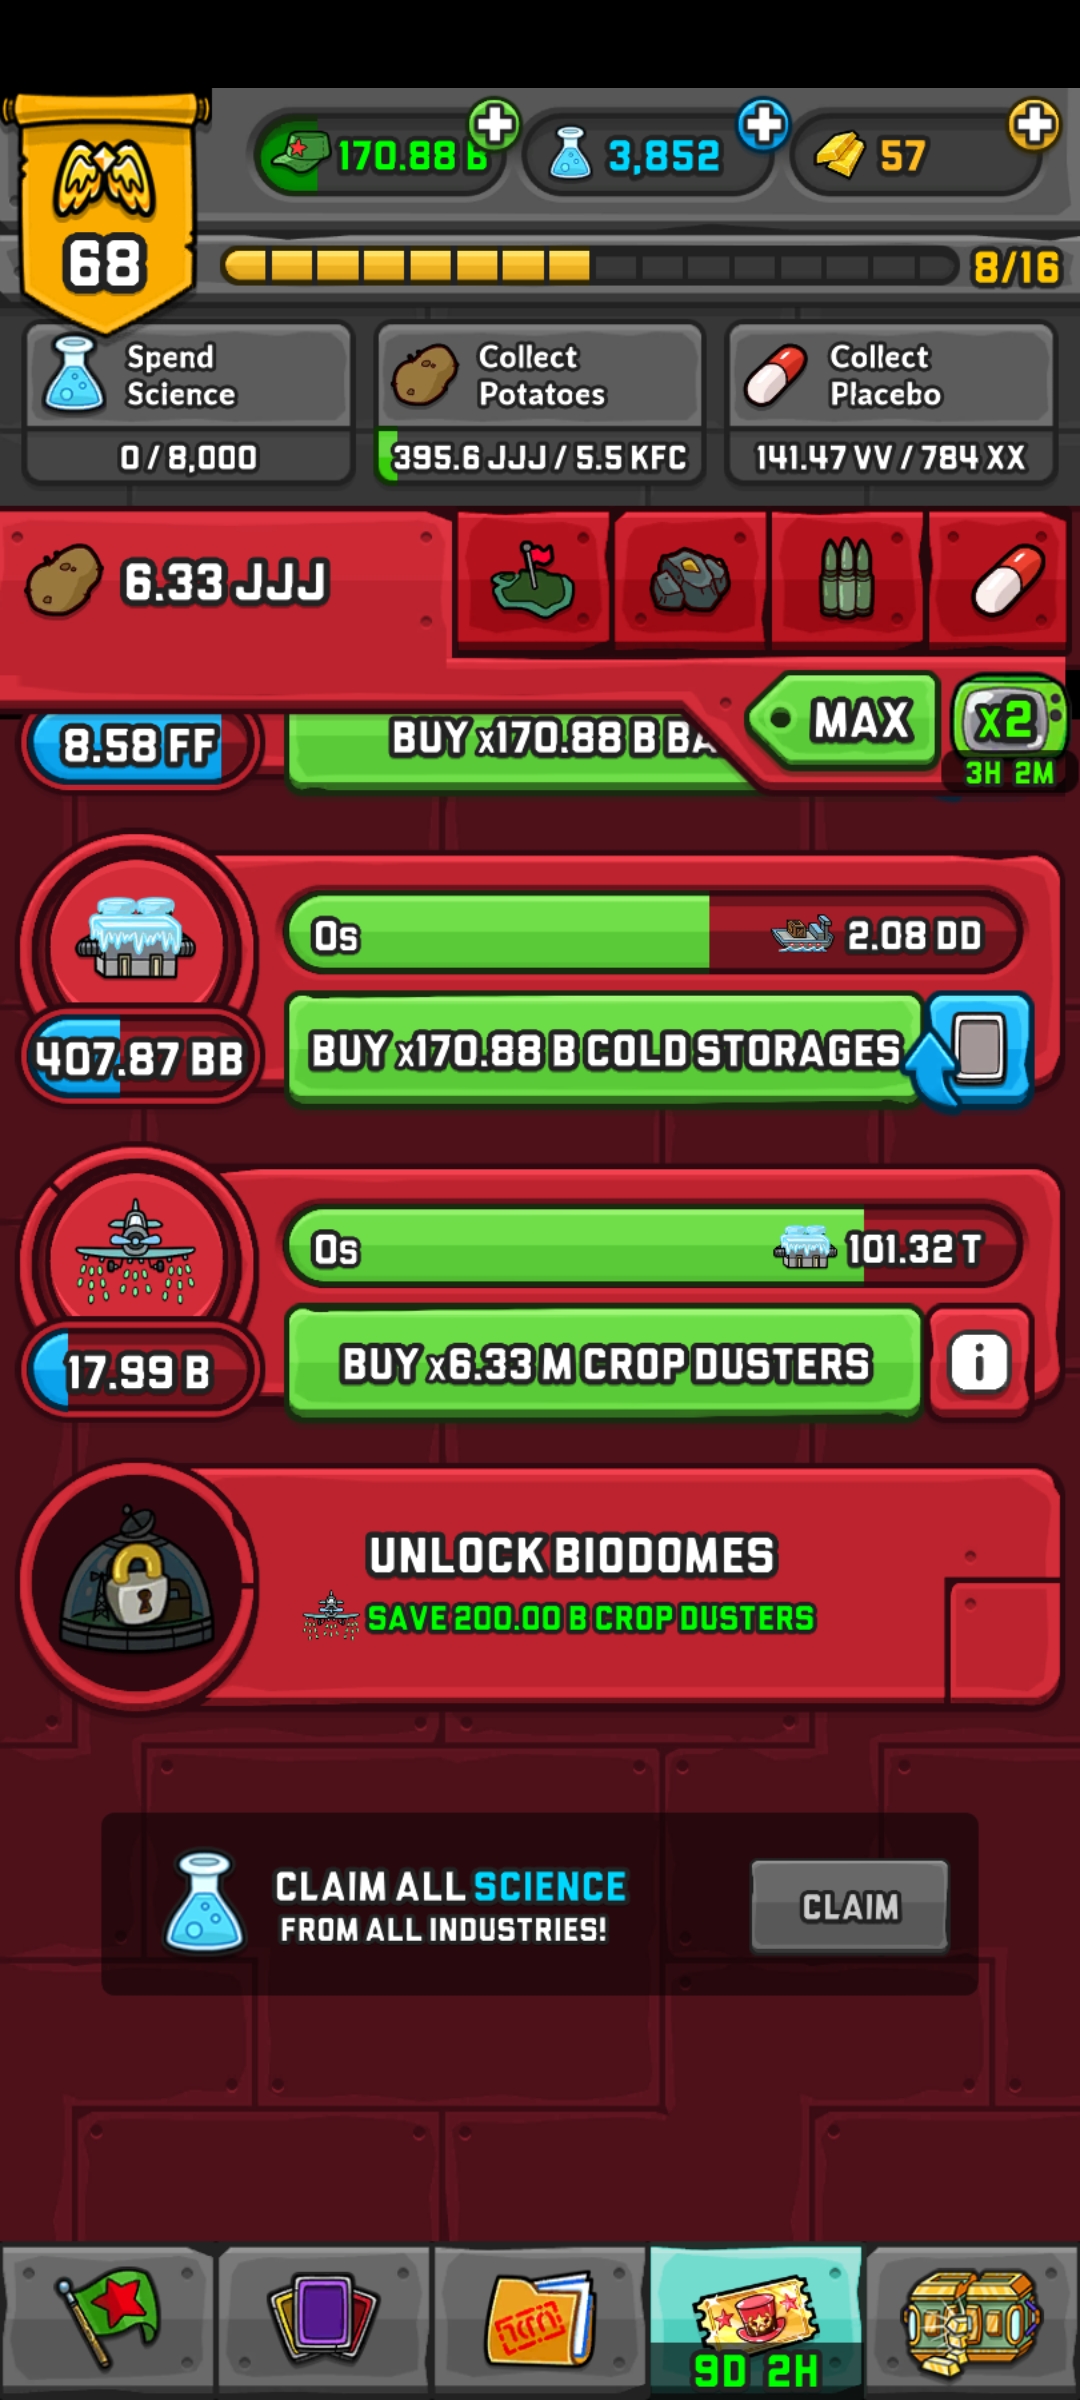 170.88 B
3,852
57
68
8/16
Spend
Science
0 / 8,000
Collect
Potatoes
395.6 JJJ / 5.5 KFC
Collect
Placebo
141.47 VV / 784 XX
6.33 JJJ
MAX
x2
3H 2M
8.58 FF
BUY x170.88 B BA
0s
2.08 DD
407.87 BB
BUY x170.88 B COLD STORAGES
0s
101.32 T
17.99 B
BUY x6.33 M CROP DUSTERS
i
UNLOCK BIODOMES
SAVE 200.00 B CROP DUSTERS
CLAIM ALL SCIENCE
FROM ALL INDUSTRIES!
CLAIM
9D 2H